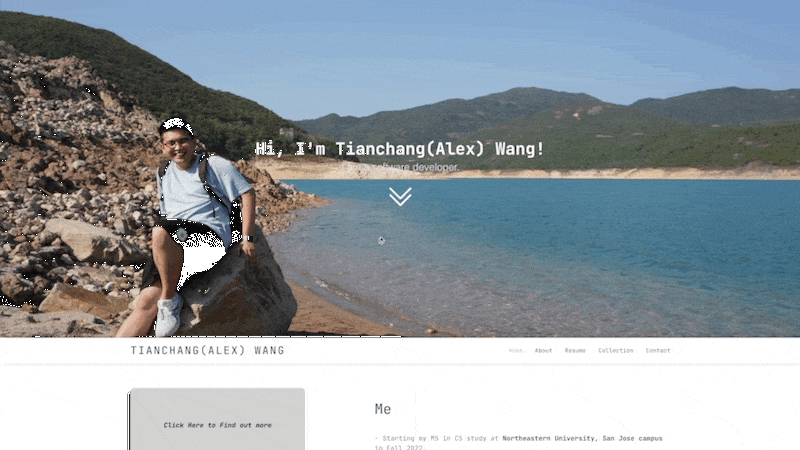 Hi, I'm Tianchang(Alex) Wang!
software developer.
TIANCHANG(ALEX) WANG
Home About Resume Collection Contact
Click Here to Find out more
Me
- Starting my MS in CS study at Northeastern University, San Jose campus
in Fall 2022.